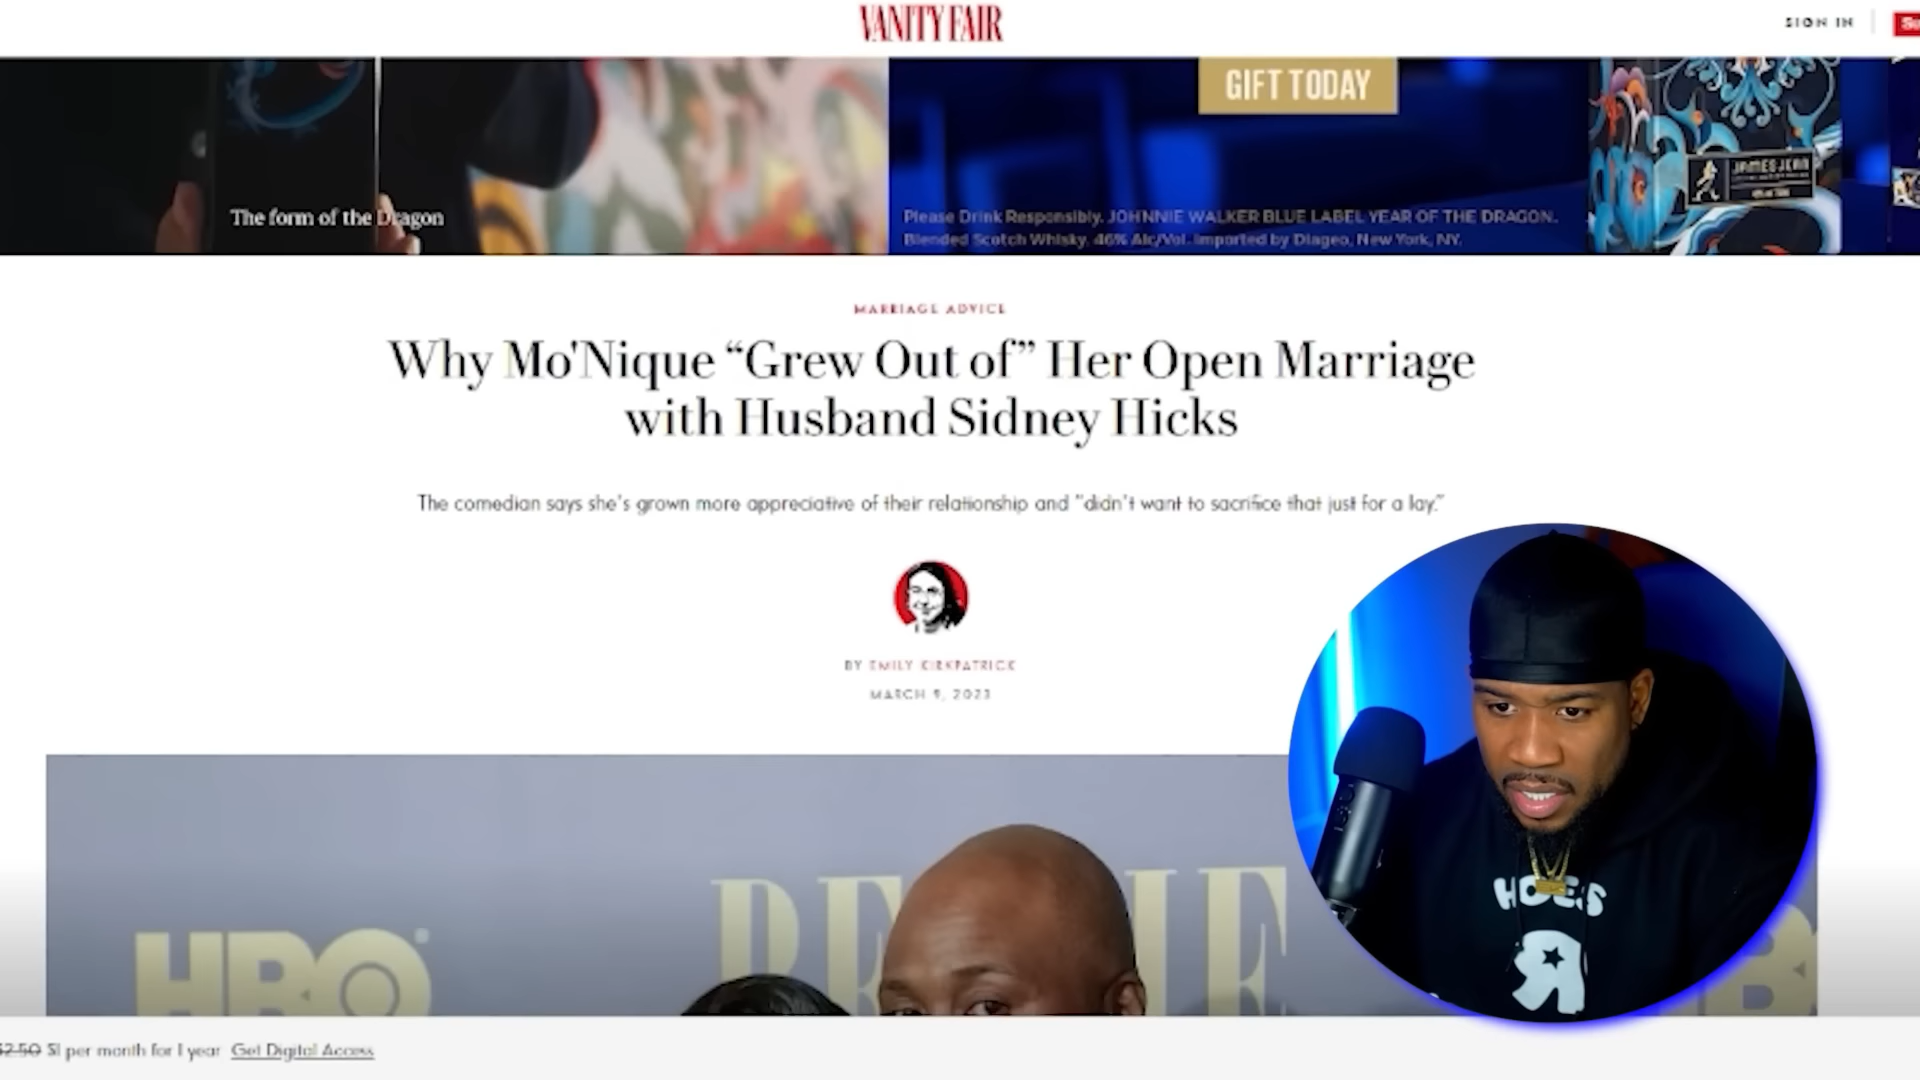 VANITY FAIR
SIGN IN
GIFT TODAY
JAMES JEAN
The form of the Dragon
Please Drink Responsibly. JOHNNIE WALKER BLUE LABEL YEAR OF THE DRAGON.
Blended Scotch Whisky. 46% Alc/Vol. Imported by Diageo, New York, NY.
MARRIAGE ADVICE
Why Mo'Nique “Grew Out of” Her Open Marriage
with Husband Sidney Hicks
The comedian says she's grown more appreciative of their relationship and “didn't want to sacrifice that just for a lay.”
BY EMILY KIRKPATRICK
MARCH 9, 2023
HBO
HOES
R
$2.50 $1 per month for 1 year Get Digital Access